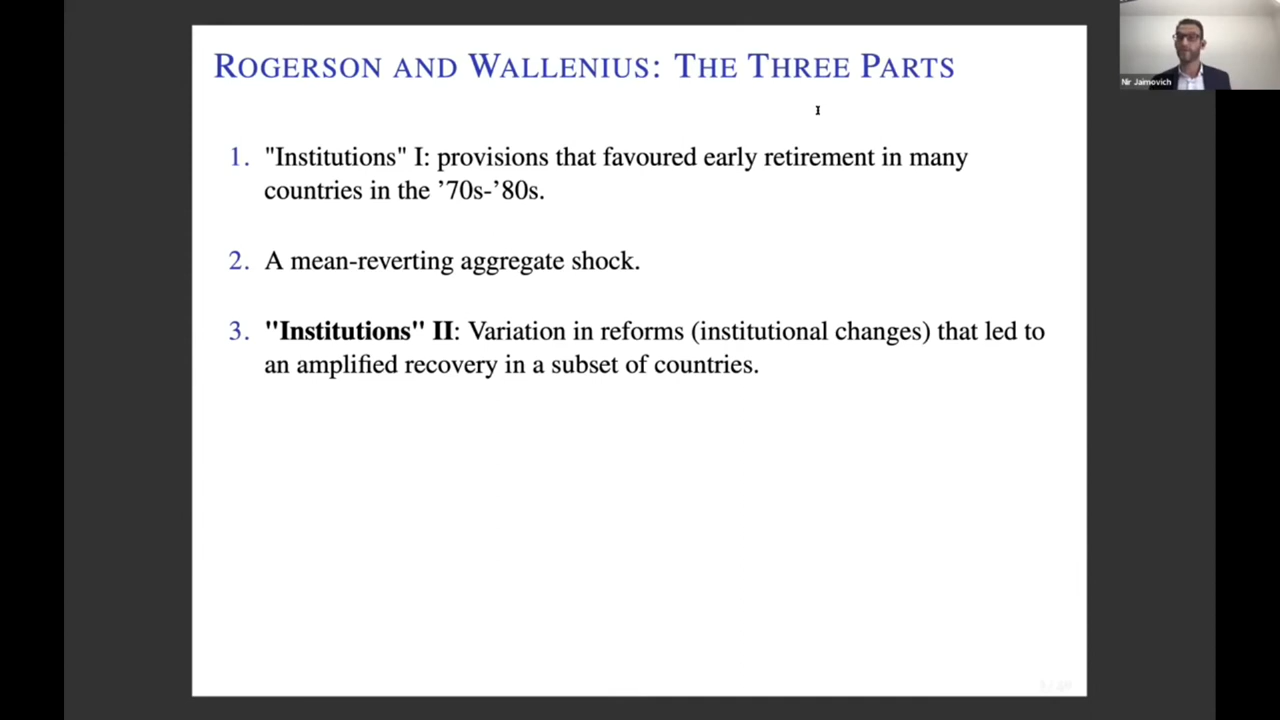 ROGERSON AND WALLENIUS: THE THREE PARTS
Nir Jaimovich
1. "Institutions" I: provisions that favoured early retirement in many
countries in the ’70s-’80s.
2. A mean-reverting aggregate shock.
3. "Institutions" II: Variation in reforms (institutional changes) that led to
an amplified recovery in a subset of countries.